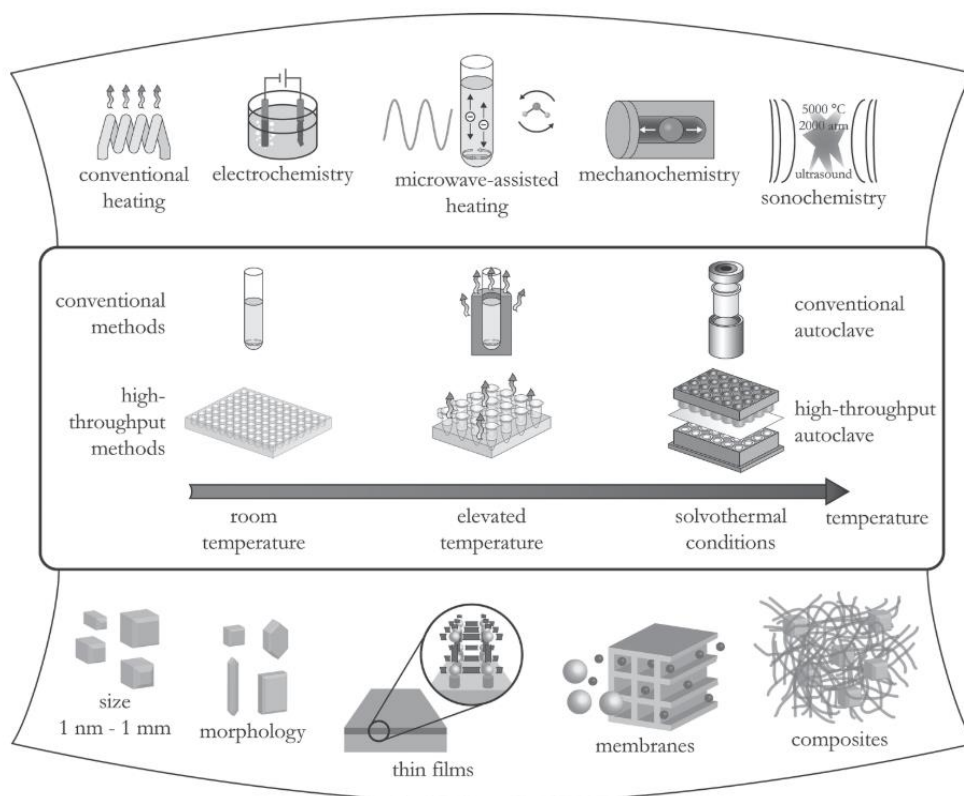 conventional
heating
electrochemistry
microwave-assisted
heating
mechanochemistry
5000 °C
2000 arm
ultrasound
sonochemistry
conventional
methods
conventional
autoclave
high-
throughput
methods
high-throughput
autoclave
room
temperature
elevated
temperature
solvothermal
conditions
temperature
size
1 nm - 1 mm
morphology
thin films
membranes
composites